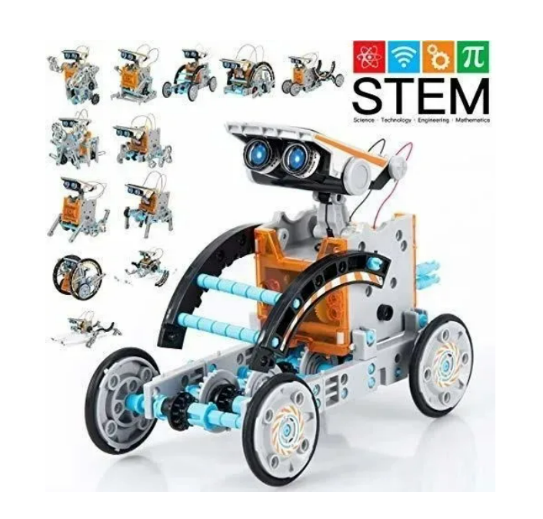 π
STEM
Science · Technology · Engineering · Mathematics